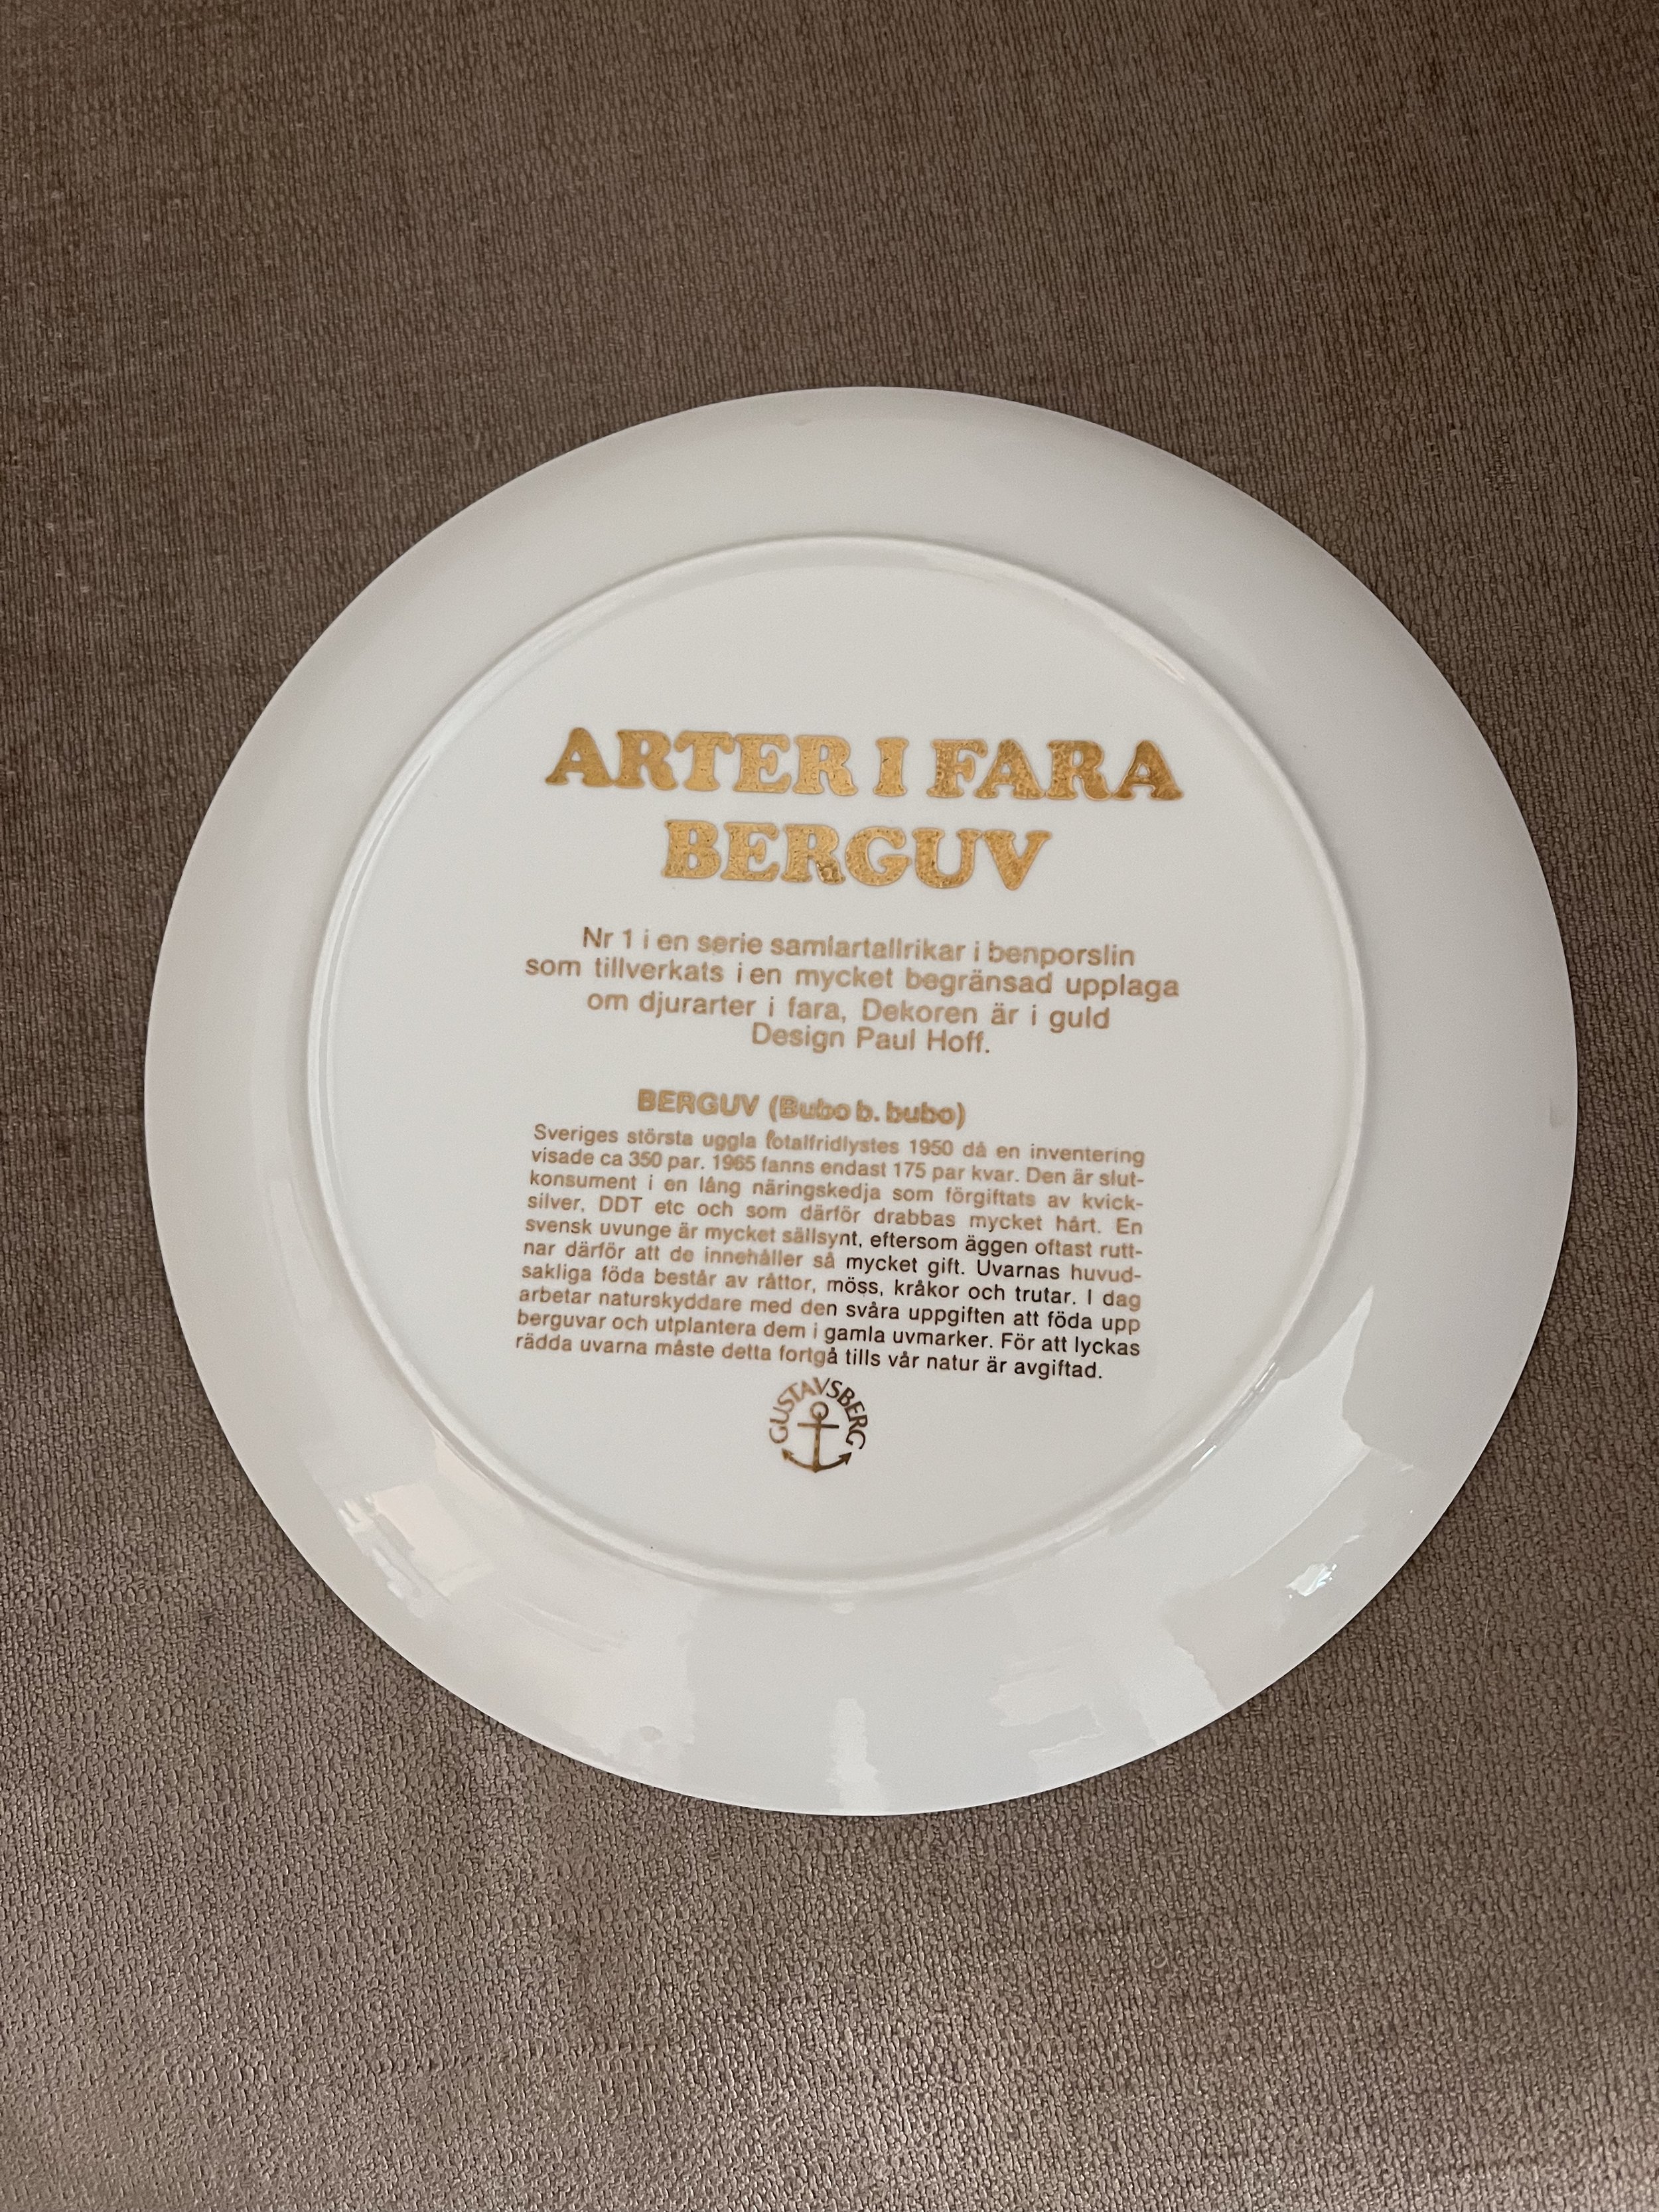 ARTER I FARA
BERGUV
Nr 1 i en serie samlartallrikar i benporslin
som tillverkats i en mycket begränsad upplaga
om djurarter i fara, Dekoren är i guld
Design Paul Hoff.
BERGUV (Bubo b. bubo)
Sveriges största uggla totalfridlystes 1950 då en inventering
visade ca 350 par. 1965 fanns endast 175 par kvar. Den är slut-
konsument i en lång näringskedja som förgiftats av kvick-
silver, DDT etc och som därför drabbas mycket hårt. En
svensk uvunge är mycket sällsynt, eftersom äggen oftast rutt-
nar därför att de innehåller så mycket gift. Uvarnas huvud-
sakliga föda består av råttor, möss, kråkor och trutar. I dag
arbetar naturskyddare med den svåra uppgiften att föda upp
berguvar och utplantera dem i gamla uvmarker. För att lyckas
rädda uvarna måste detta fortgå tills vår natur är avgiftad.
GUSTAVSBERG